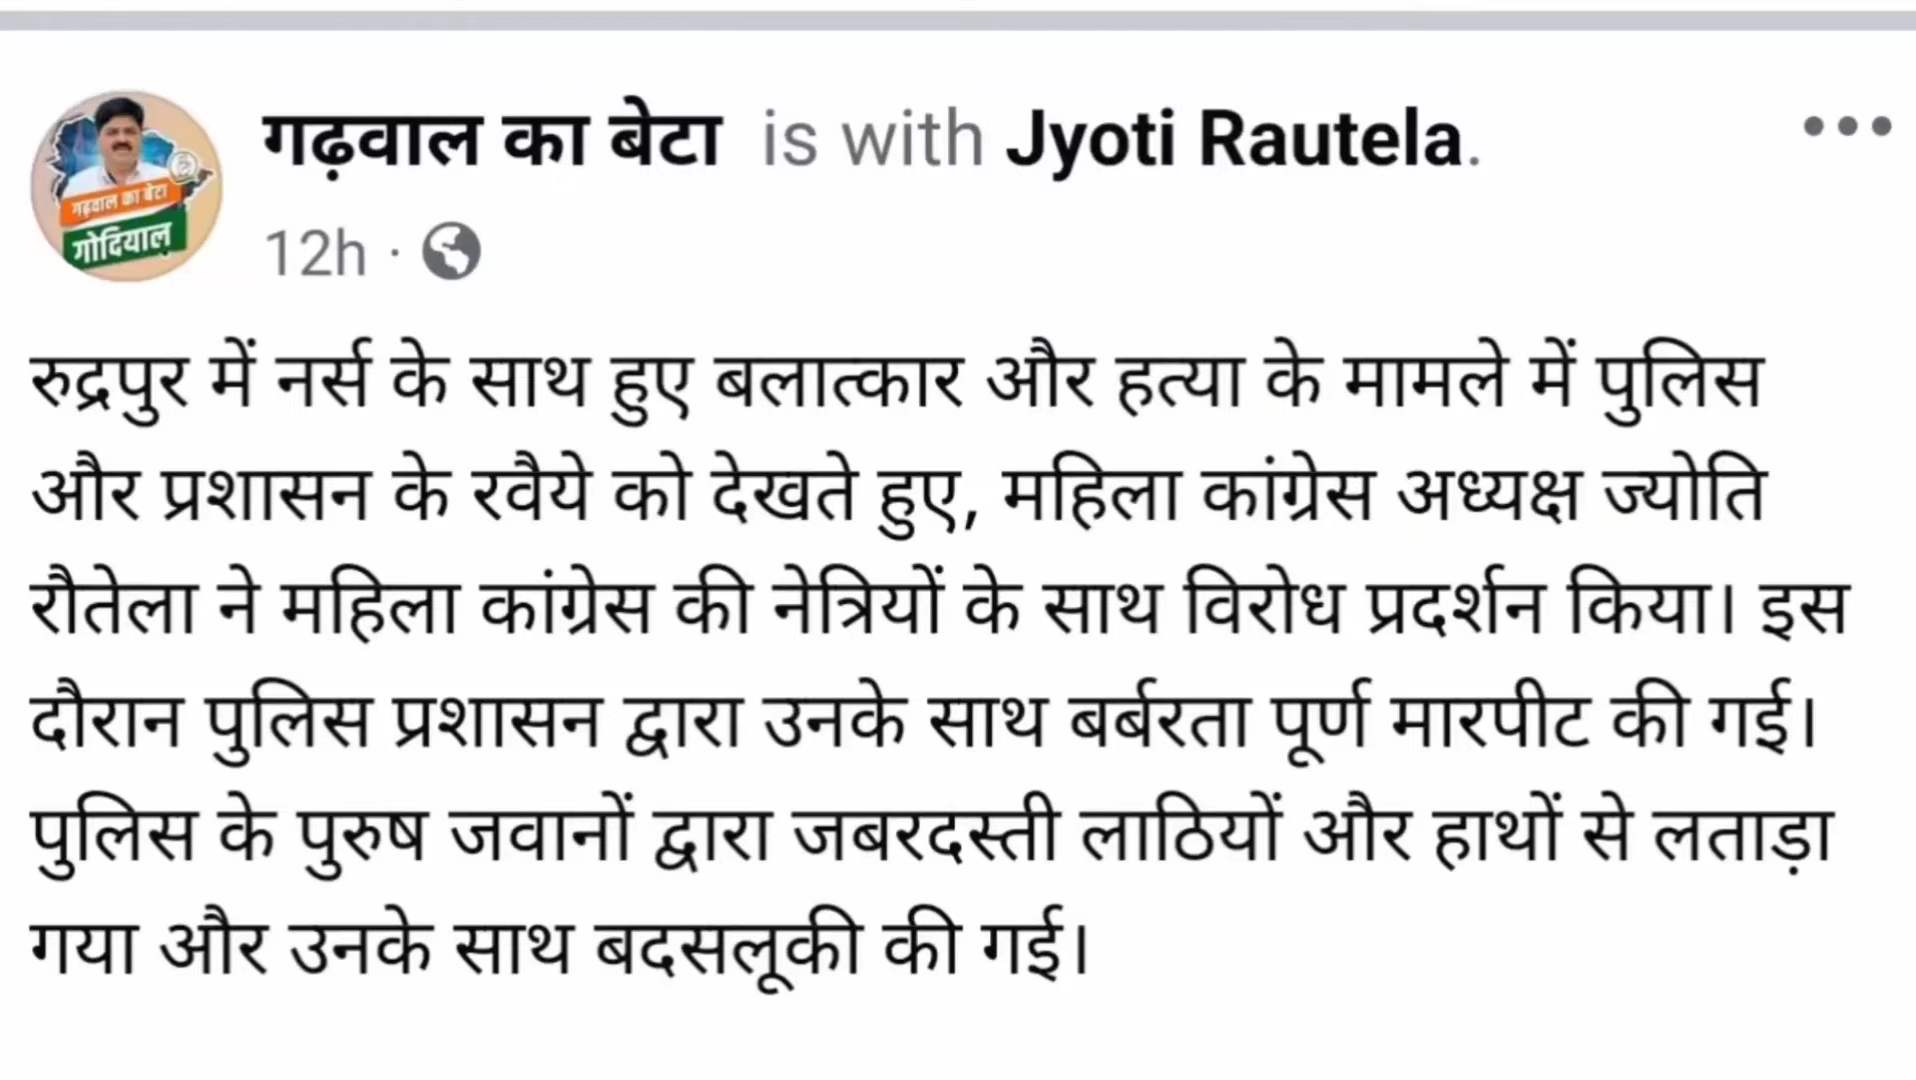 गढ़वाल का बेटा is with Jyoti Rautela.
12h ·
गढ़वाल का बेटा
गोदियाल
रुद्रपुर में नर्स के साथ हुए बलात्कार और हत्या के मामले में पुलिस
और प्रशासन के रवैये को देखते हुए, महिला कांग्रेस अध्यक्ष ज्योति
रौतेला ने महिला कांग्रेस की नेत्रियों के साथ विरोध प्रदर्शन किया। इस
दौरान पुलिस प्रशासन द्वारा उनके साथ बर्बरता पूर्ण मारपीट की गई।
पुलिस के पुरुष जवानों द्वारा जबरदस्ती लाठियों और हाथों से लताड़ा
गया और उनके साथ बदसलूकी की गई।